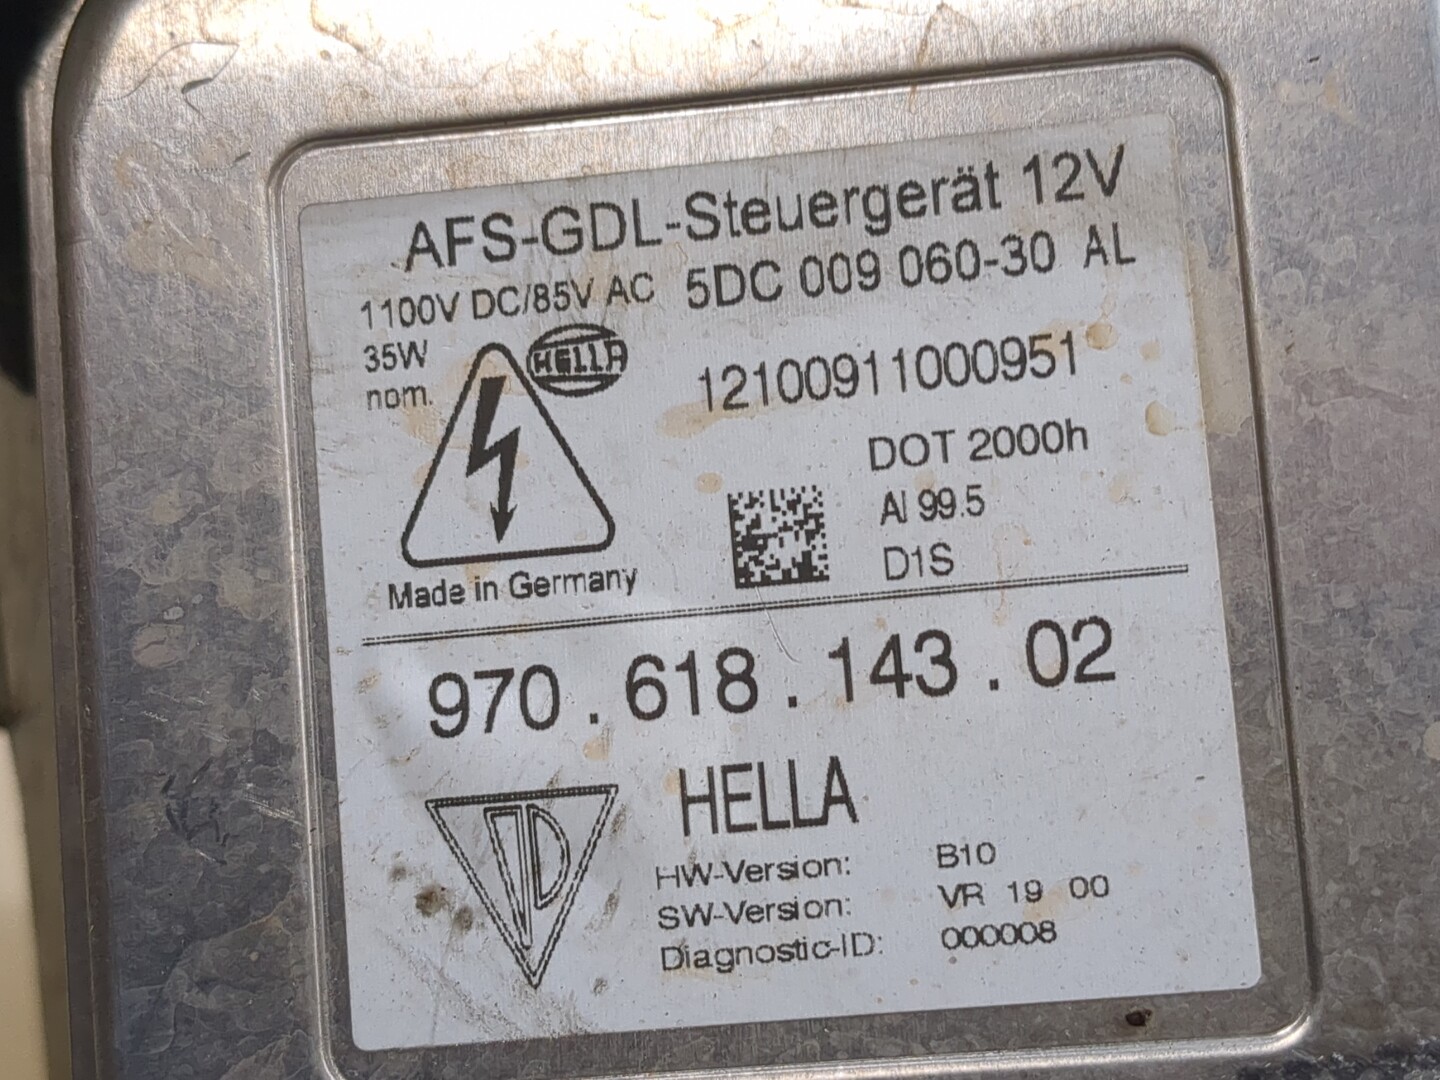 AFS-GDL-Steuergerät 12V
1100V DC/85V AC 5DC 009 060-30 AL
35W
nom.
HELLA
12100911000951
DOT 2000h
Al 99.5
D1S
Made in Germany
970.618.143.02
HELLA
HW-Version: B10
SW-Version: VR 19 00
Diagnostic-ID: 000008